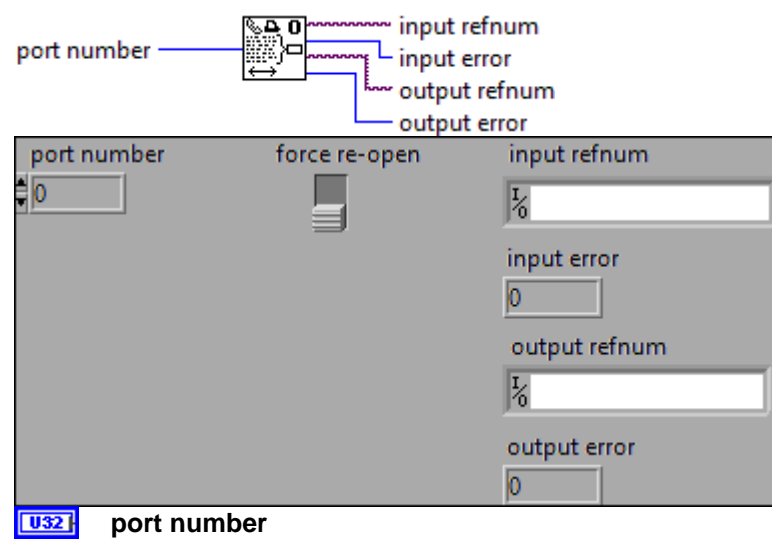 0
input refnum
port number
input error
output refnum
output error
port number force re-open input refnum
0
I/O
input error
0
output refnum
I/O
output error
0
U32 port number